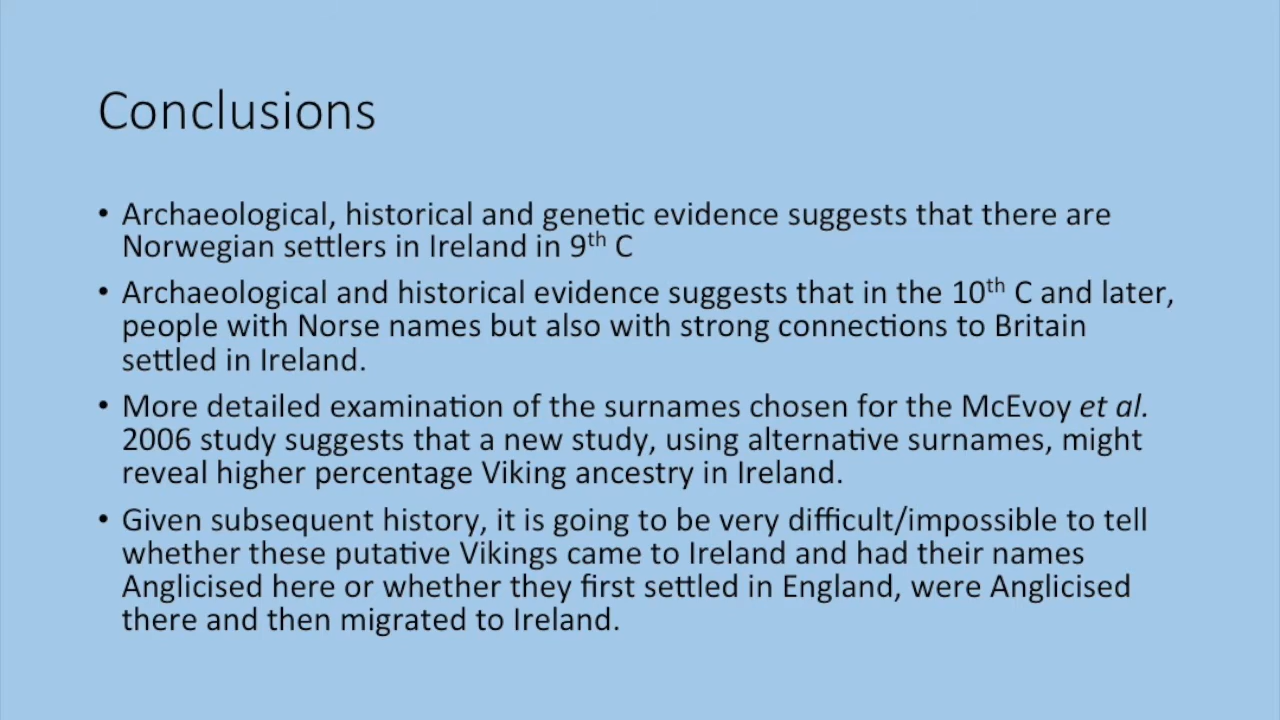 Conclusions
• Archaeological, historical and genetic evidence suggests that there are
Norwegian settlers in Ireland in 9th C
• Archaeological and historical evidence suggests that in the 10th C and later,
people with Norse names but also with strong connections to Britain
settled in Ireland.
• More detailed examination of the surnames chosen for the McEvoy et al.
2006 study suggests that a new study, using alternative surnames, might
reveal higher percentage Viking ancestry in Ireland.
• Given subsequent history, it is going to be very difficult/impossible to tell
whether these putative Vikings came to Ireland and had their names
Anglicised here or whether they first settled in England, were Anglicised
there and then migrated to Ireland.